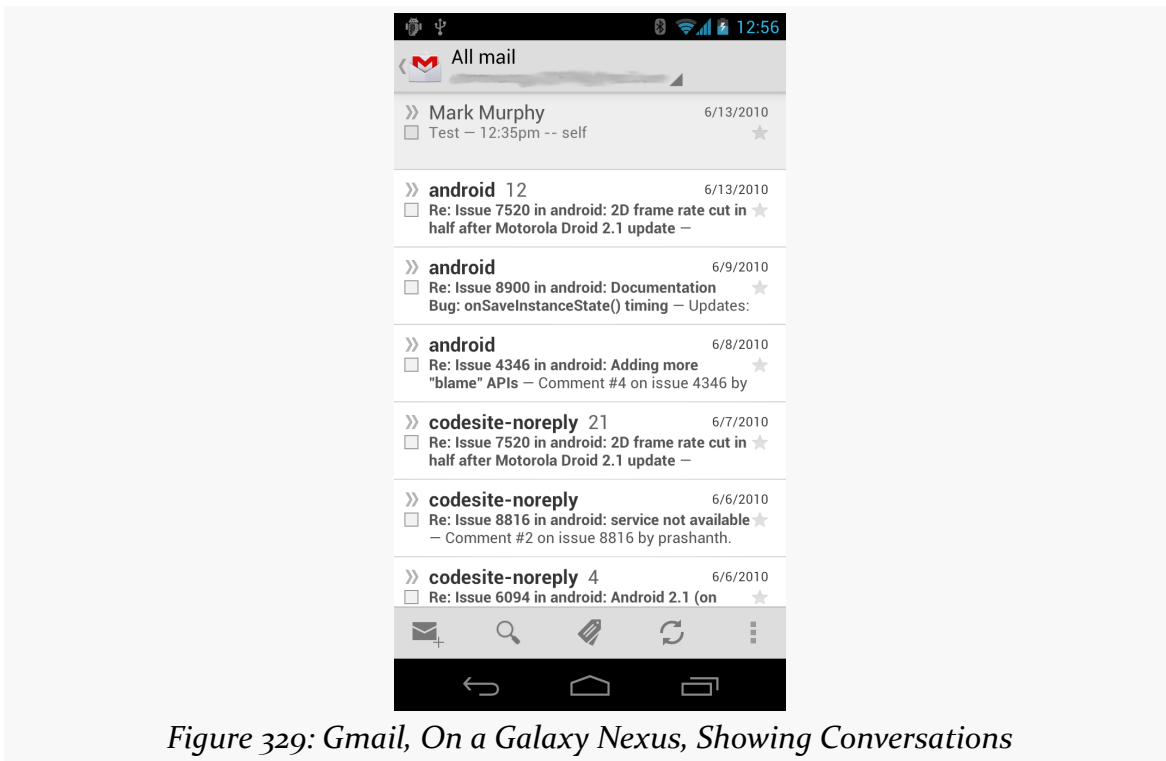 12:56
All mail
Mark Murphy 6/13/2010
Test — 12:35pm -- self
android 12 6/13/2010
Re: Issue 7520 in android: 2D frame rate cut in
half after Motorola Droid 2.1 update —
android 6/9/2010
Re: Issue 8900 in android: Documentation
Bug: onSaveInstanceState() timing — Updates:
android 6/8/2010
Re: Issue 4346 in android: Adding more
"blame" APIs — Comment #4 on issue 4346 by
codesite-noreply 21 6/7/2010
Re: Issue 7520 in android: 2D frame rate cut in
half after Motorola Droid 2.1 update —
codesite-noreply 6/6/2010
Re: Issue 8816 in android: service not available
— Comment #2 on issue 8816 by prashanth.
codesite-noreply 4 6/6/2010
Re: Issue 6094 in android: Android 2.1 (on
Figure 329: Gmail, On a Galaxy Nexus, Showing Conversations